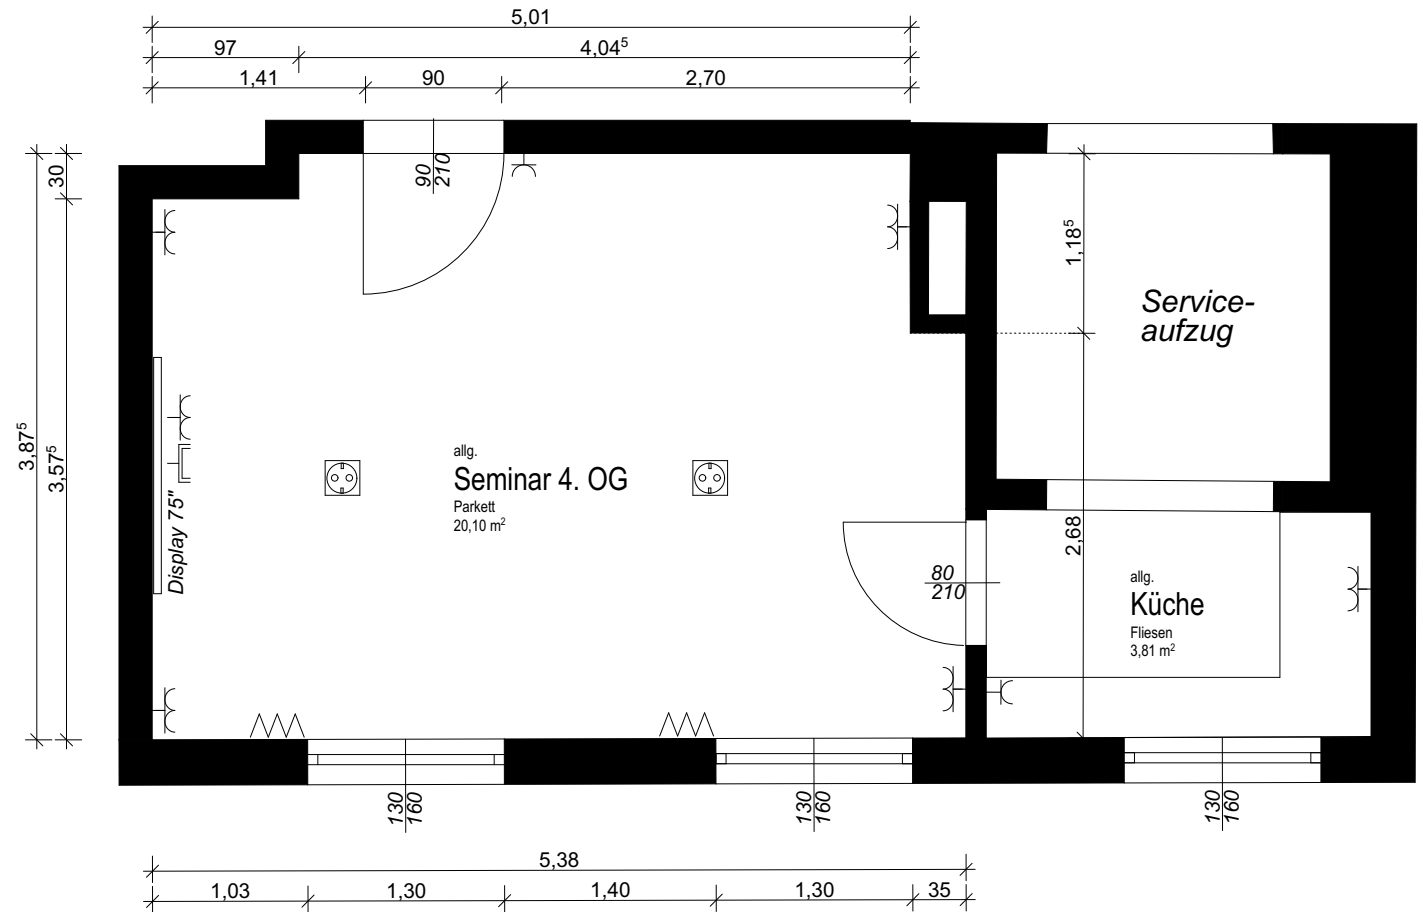 5,01
97
4,04⁵
1,41
90
2,70
90
210
30
3,87⁵
3,57⁵
1,18⁵
Service-
aufzug
allg.
Seminar 4. OG
Parkett
20,10 m²
Display 75"
2,68
80
210
allg.
Küche
Fliesen
3,81 m²
130
160
130
160
130
160
5,38
1,03
1,30
1,40
1,30
35